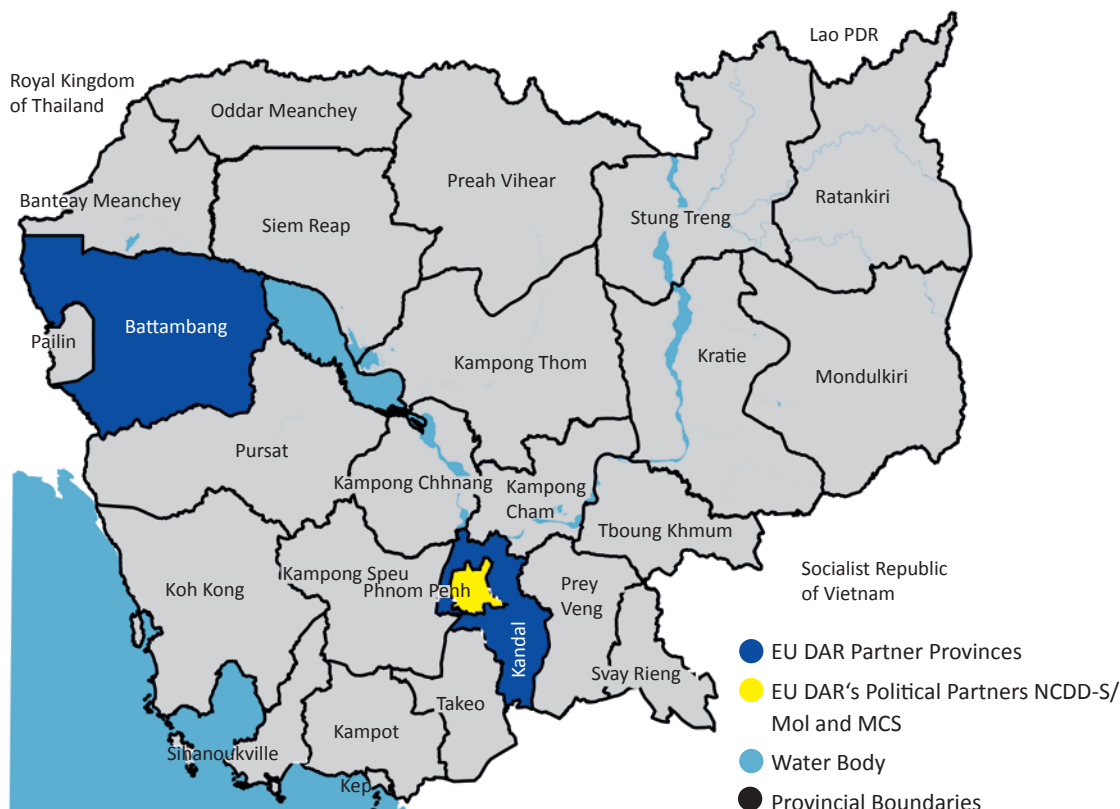 Lao PDR
Royal Kingdom
of Thailand
Oddar Meanchey
Preah Vihear
Banteay Meanchey
Siem Reap
Stung Treng
Ratankiri
Battambang
Pailin
Kampong Thom
Kratie
Mondulkiri
Pursat
Kampong Chhnang
Kampong
Cham
Tboung Khmum
Koh Kong
Kampong Speu
Phnom Penh
Prey
Veng
Kandal
Svay Rieng
Takeo
Kampot
Sihanoukville
Kep
Socialist Republic
of Vietnam
EU DAR Partner Provinces
EU DAR‘s Political Partners NCDD-S/
MoI and MCS
Water Body
Provincial Boundaries